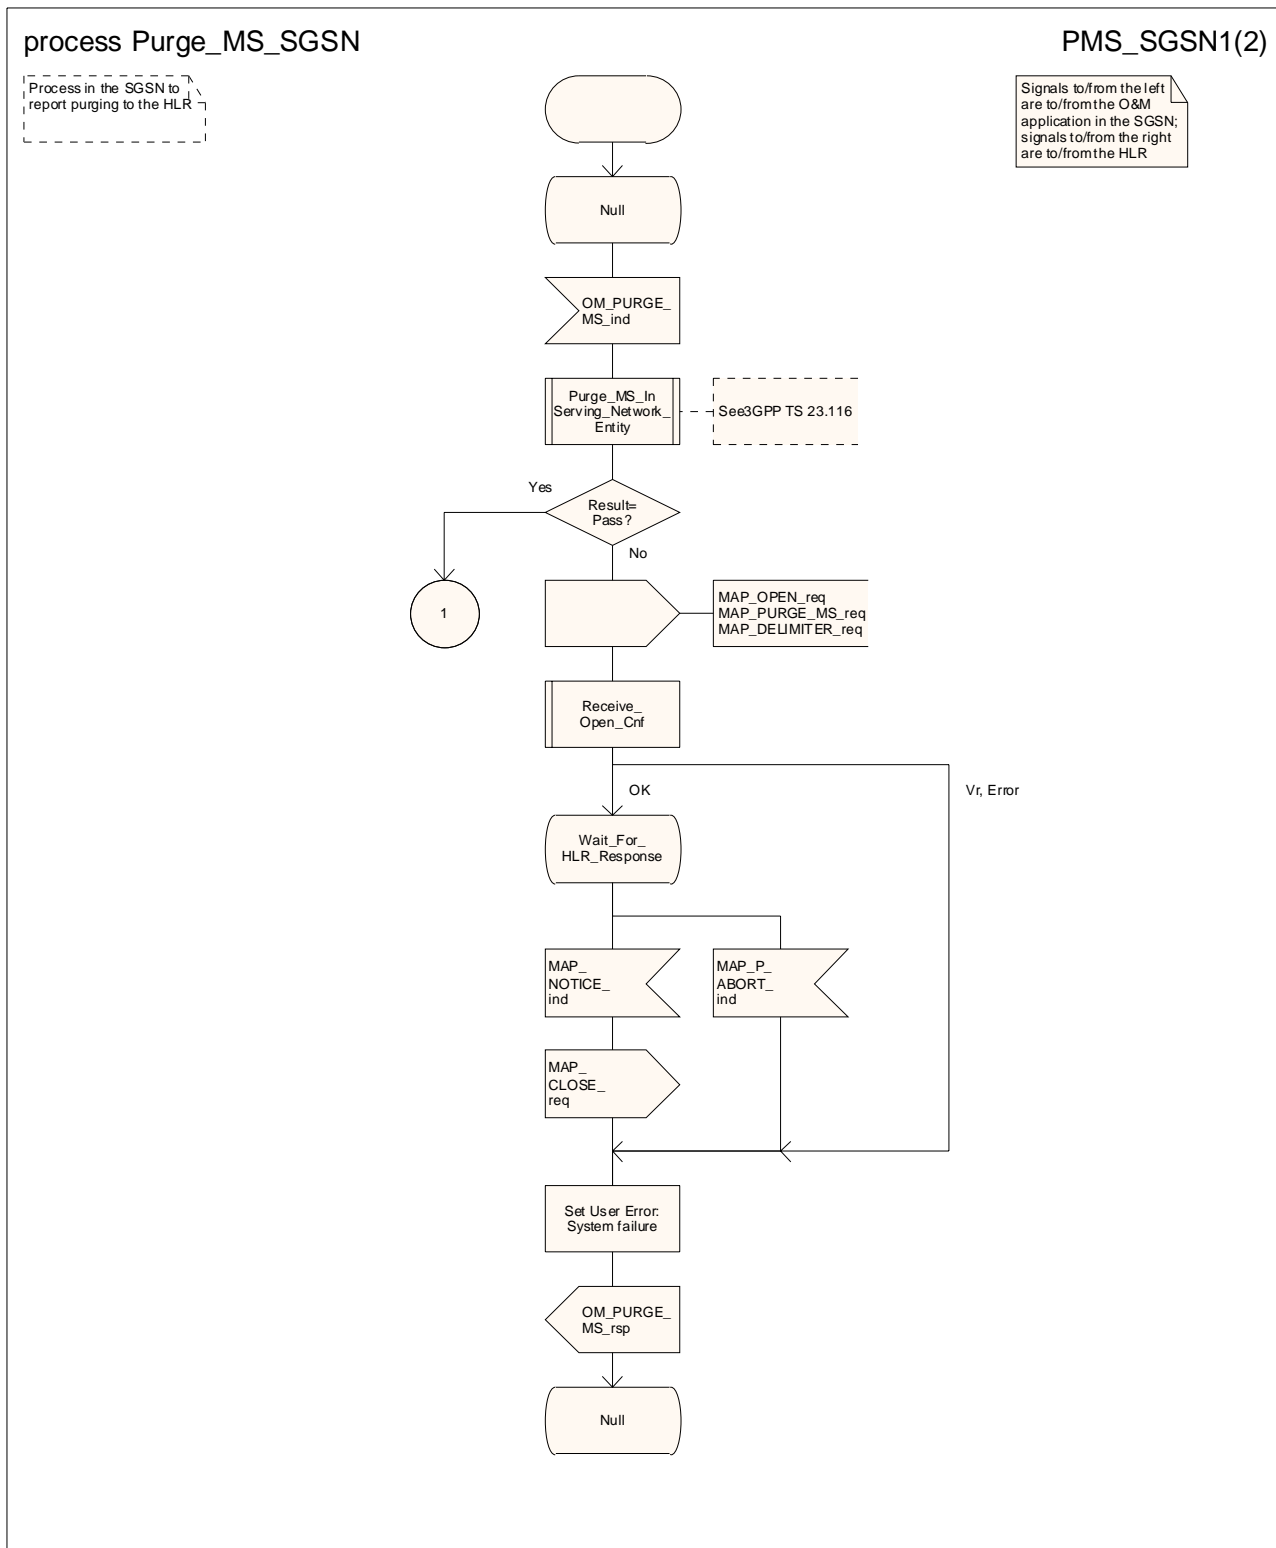 process Purge_MS_SGSN
PMS_SGSN1(2)
Process in the SGSN to
report purging to the HLR
Signals to/from the left
are to/from the O&M
application in the SGSN;
signals to/from the right
are to/from the HLR
Null
OM_PURGE_
MS_ind
Purge_MS_In
Serving_Network_
Entity
See3GPP TS 23.116
Yes
Result=
Pass?
No
1
MAP_OPEN_req
MAP_PURGE_MS_req
MAP_DELIMITER_req
Receive_
Open_Cnf
OK
Vr, Error
Wait_For_
HLR_Response
MAP_
NOTICE_
ind
MAP_P_
ABORT_
ind
MAP_
CLOSE_
req
Set User Error:
System failure
OM_PURGE_
MS_rsp
Null